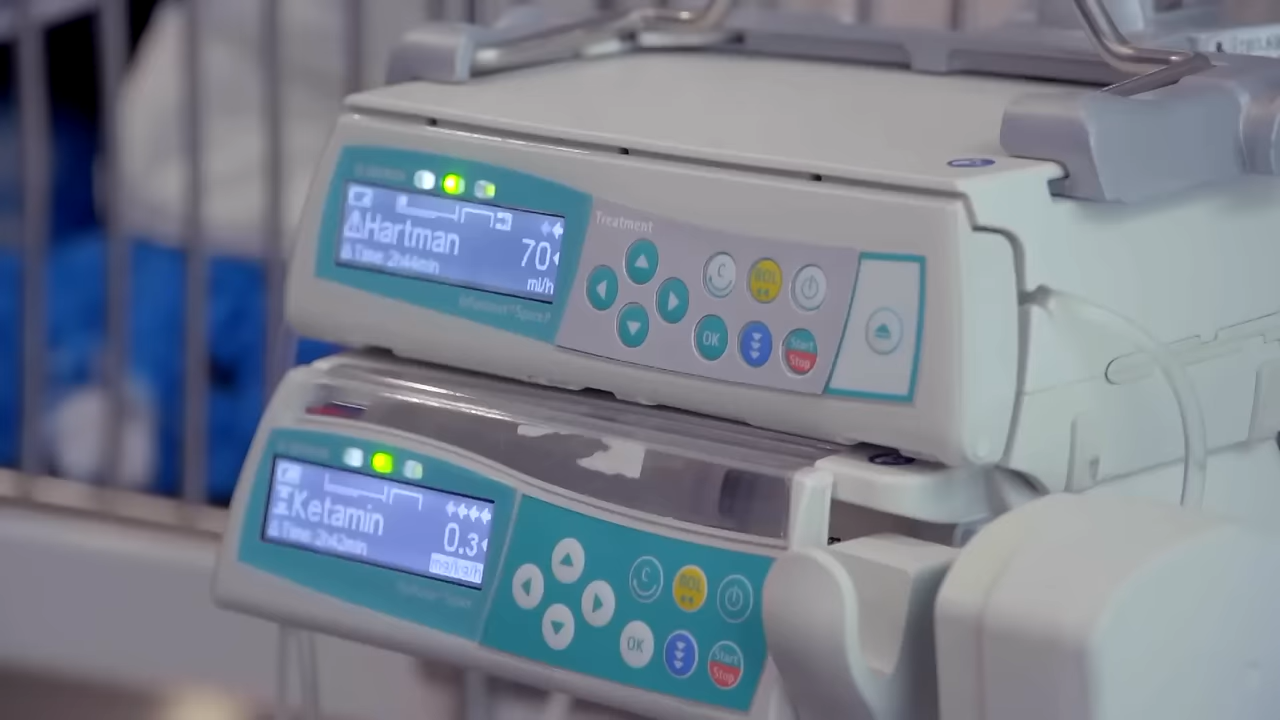 Hartman
70
Time: 2h44min
ml/h
Treatment
C
BOL
OK
Start
Stop
Ketamin
0.3
Time: 2h42min
mg/kg/h
C
BOL
OK
Start
Stop